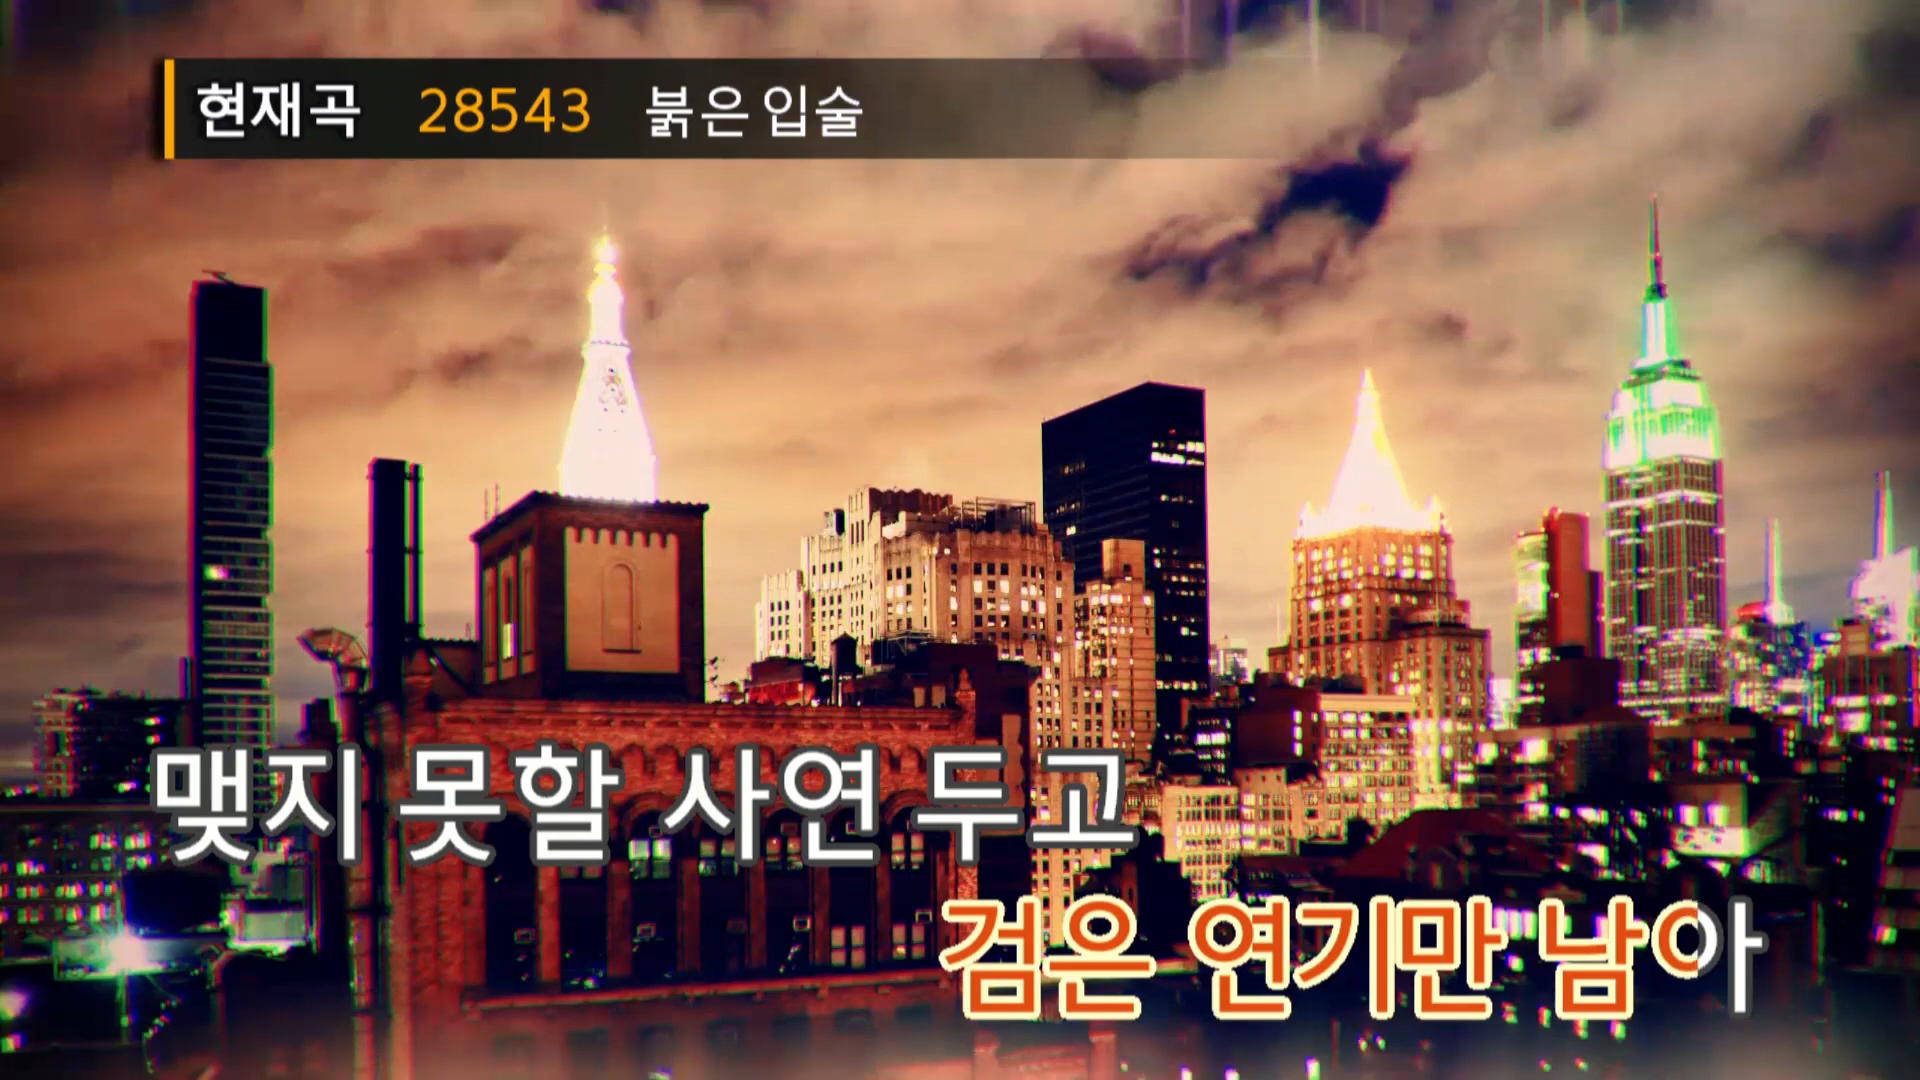 현재곡 28543 붉은 입술
맺지 못할 사연 두고
검은 연기만 남아